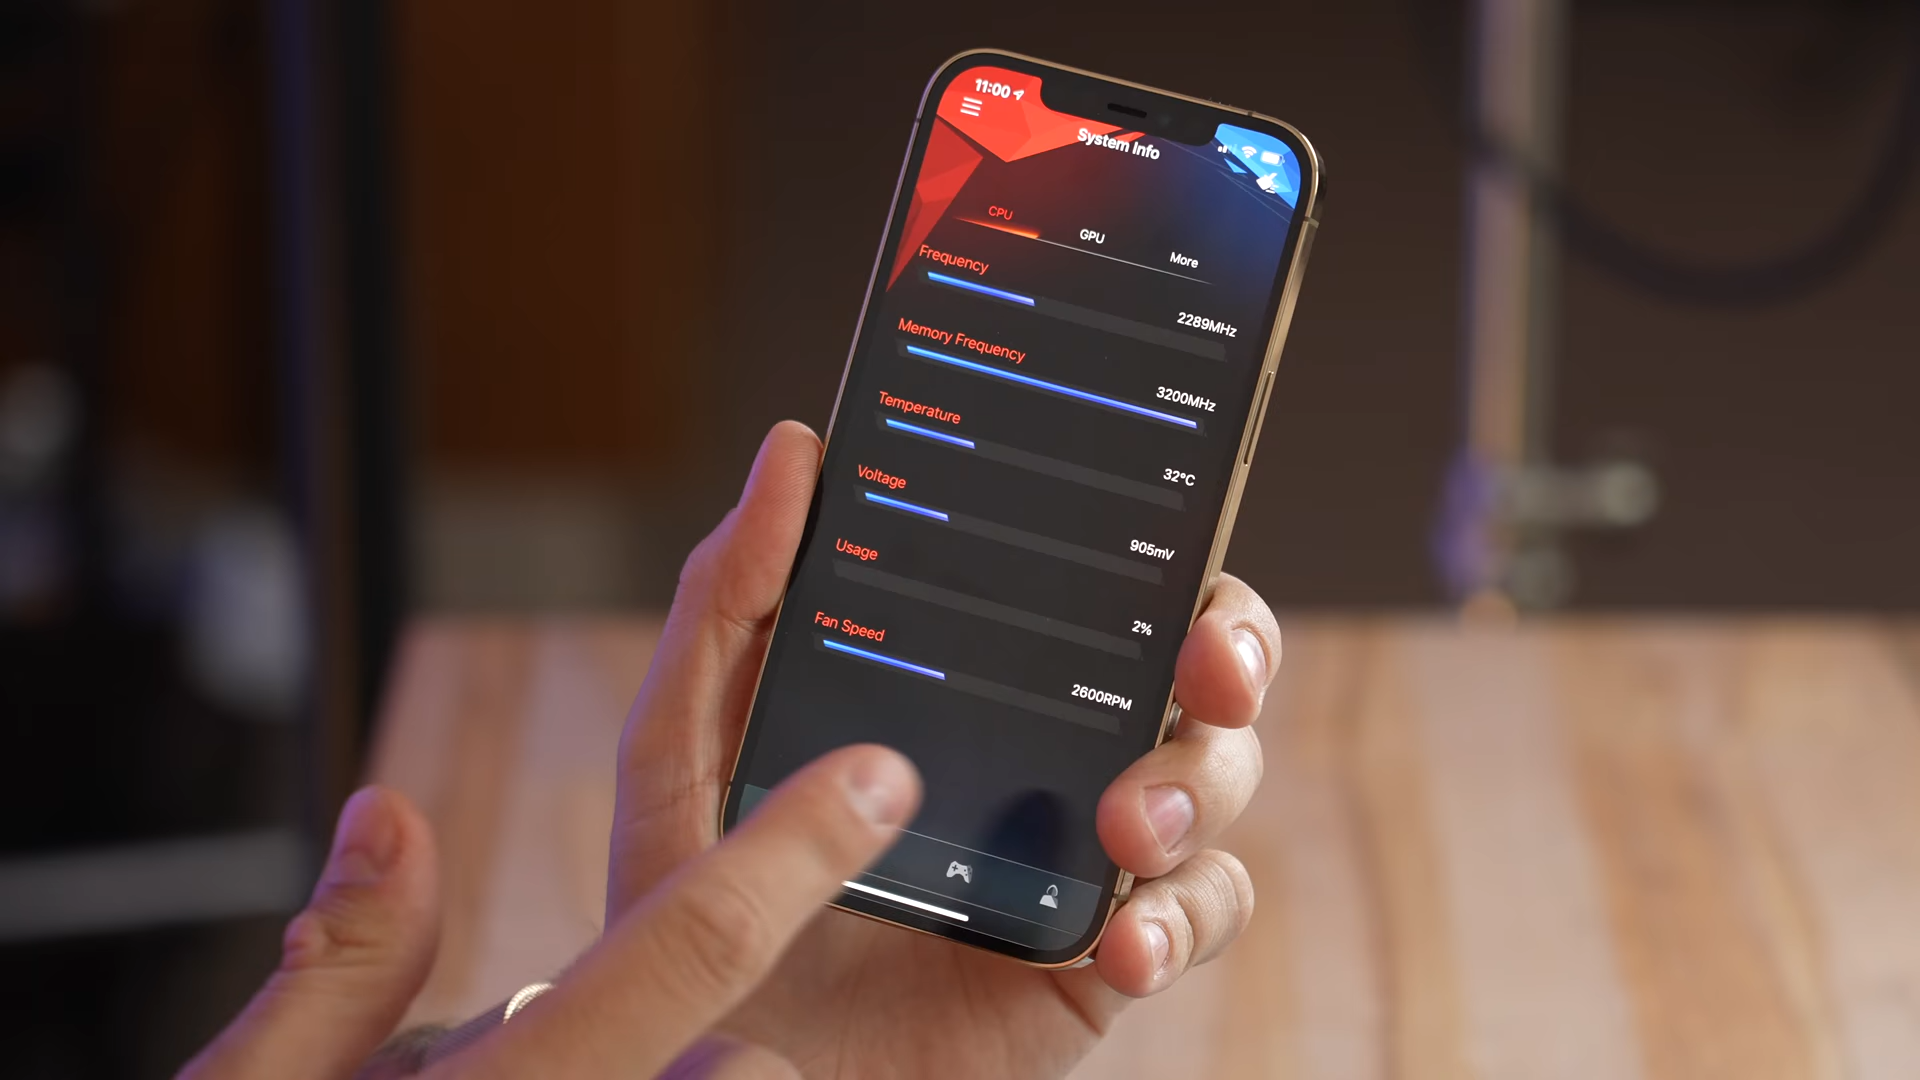 11:00
System Info
CPU
GPU
More
Frequency
2289MHz
Memory Frequency
3200MHz
Temperature
32°C
Voltage
905mV
Usage
2%
Fan Speed
2600RPM